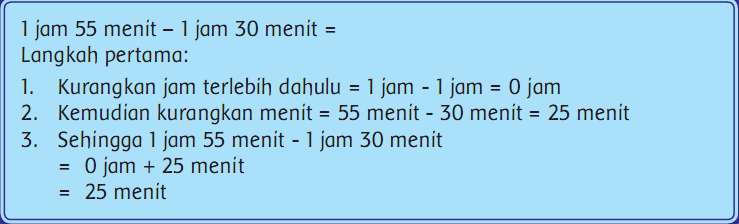 1 jam 55 menit – 1 jam 30 menit =
Langkah pertama:
1. Kurangkan jam terlebih dahulu = 1 jam - 1 jam = 0 jam
2. Kemudian kurangkan menit = 55 menit - 30 menit = 25 menit
3. Sehingga 1 jam 55 menit - 1 jam 30 menit
= 0 jam + 25 menit
= 25 menit